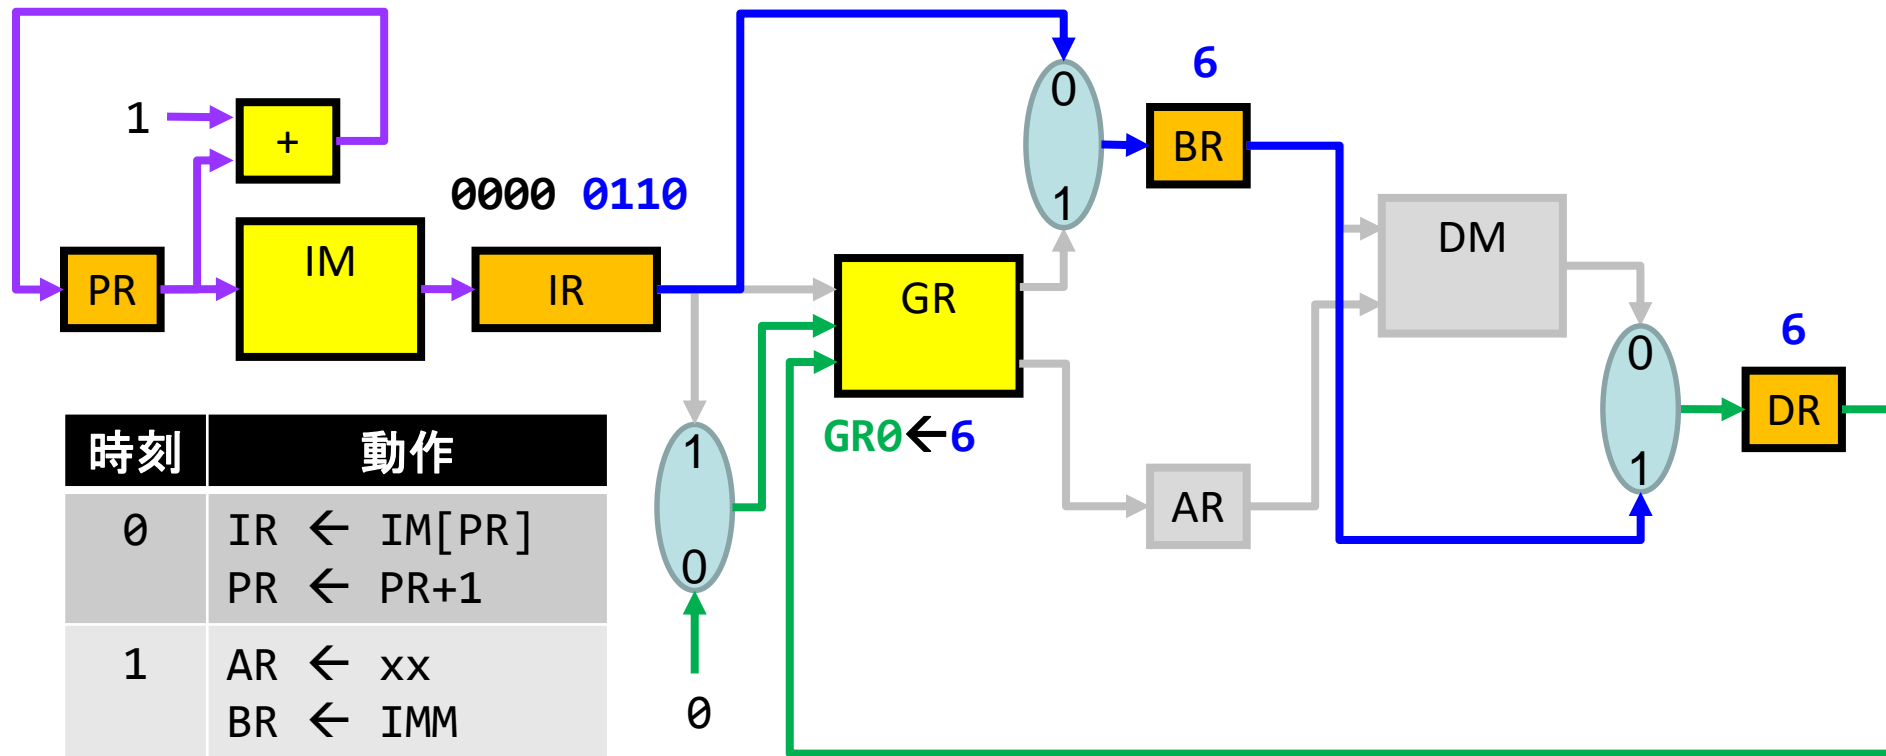 6
1
+
0
1
BR
0000 0110
DM
PR
IM
IR
GR
6
0
1
DR
GR0←6
AR
1
0
0
時刻 動作
0 IR ← IM[PR]
PR ← PR+1
1 AR ← xx
BR ← IMM